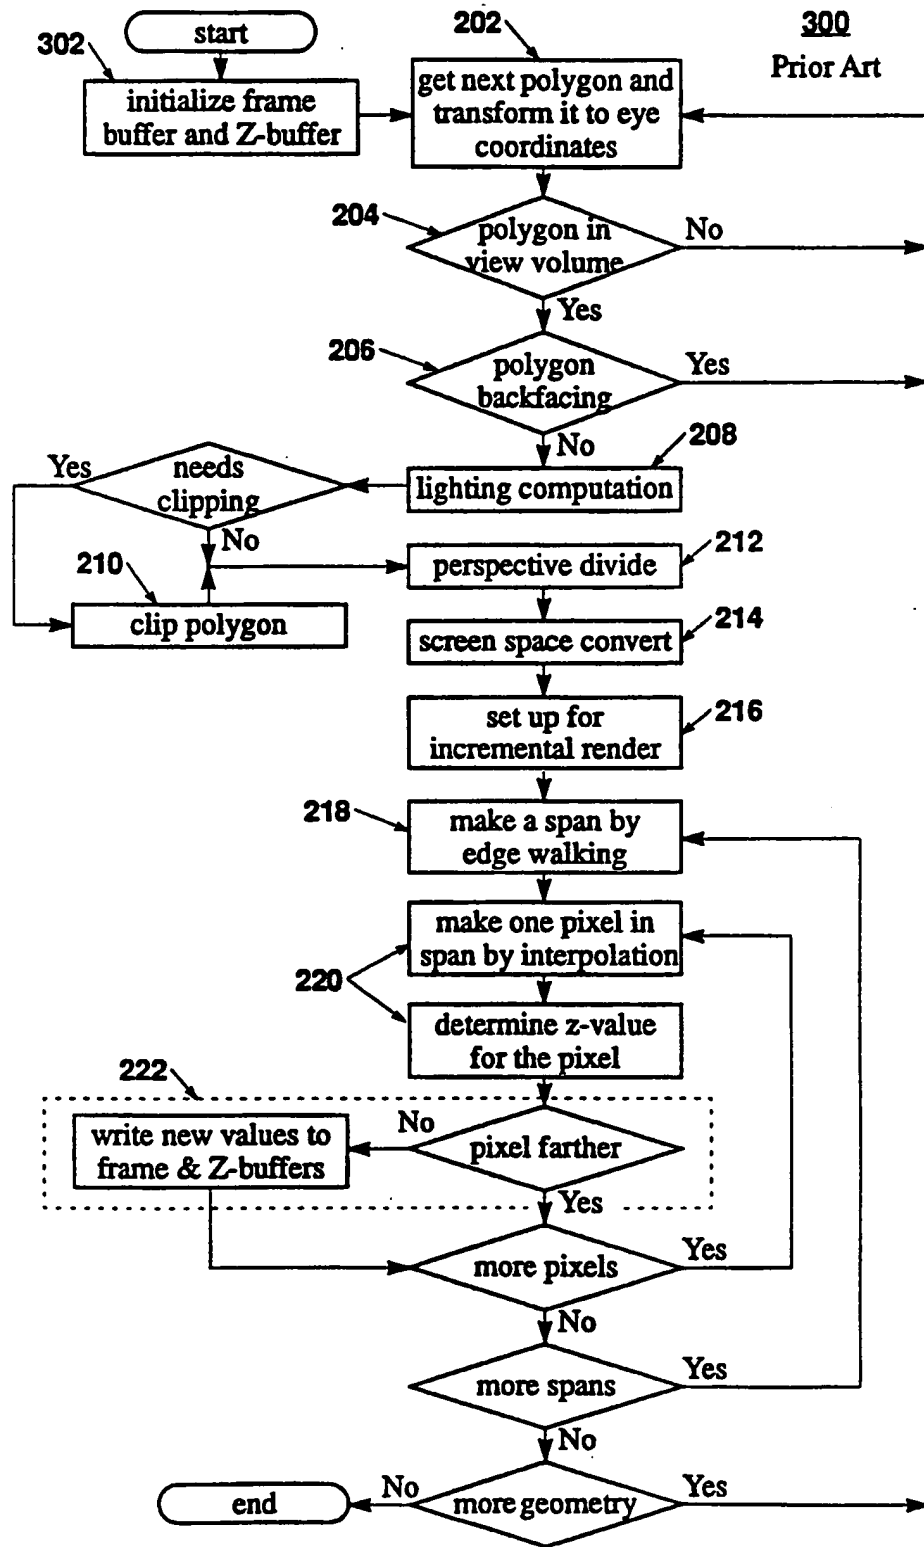 start
302
202
300
Prior Art
initialize frame
buffer and Z-buffer
get next polygon and
transform it to eye
coordinates
204
polygon in
view volume
No
Yes
206
polygon
backfacing
Yes
No
208
Yes
needs
clipping
lighting computation
No
210
212
perspective divide
clip polygon
214
screen space convert
216
set up for
incremental render
218
make a span by
edge walking
make one pixel in
span by interpolation
220
determine z-value
for the pixel
222
write new values to
frame & Z-buffers
No
pixel farther
Yes
more pixels
Yes
No
more spans
Yes
No
end
No
more geometry
Yes